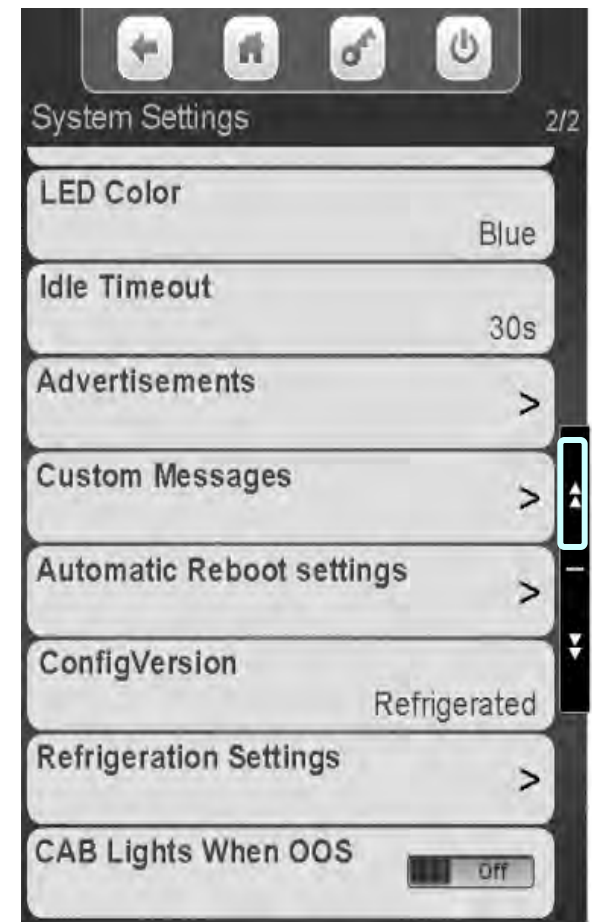 System Settings 2/2
LED Color
Blue
Idle Timeout
30s
Advertisements
>
Custom Messages
>
Automatic Reboot settings
>
ConfigVersion
Refrigerated
Refrigeration Settings
>
CAB Lights When OOS
Off